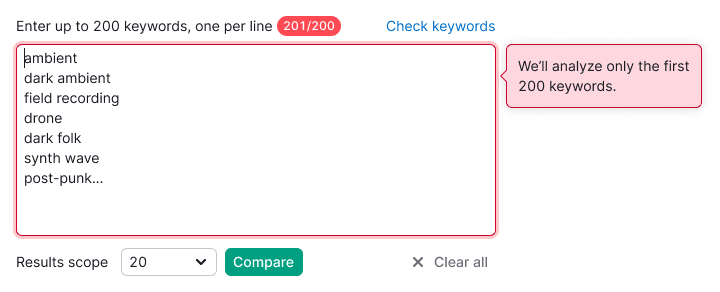 Enter up to 200 keywords, one per line 201/200 Check keywords
ambient
dark ambient
field recording
drone
dark folk
synth wave
post-punk...
We'll analyze only the first
200 keywords.
Results scope 20 Compare Clear all